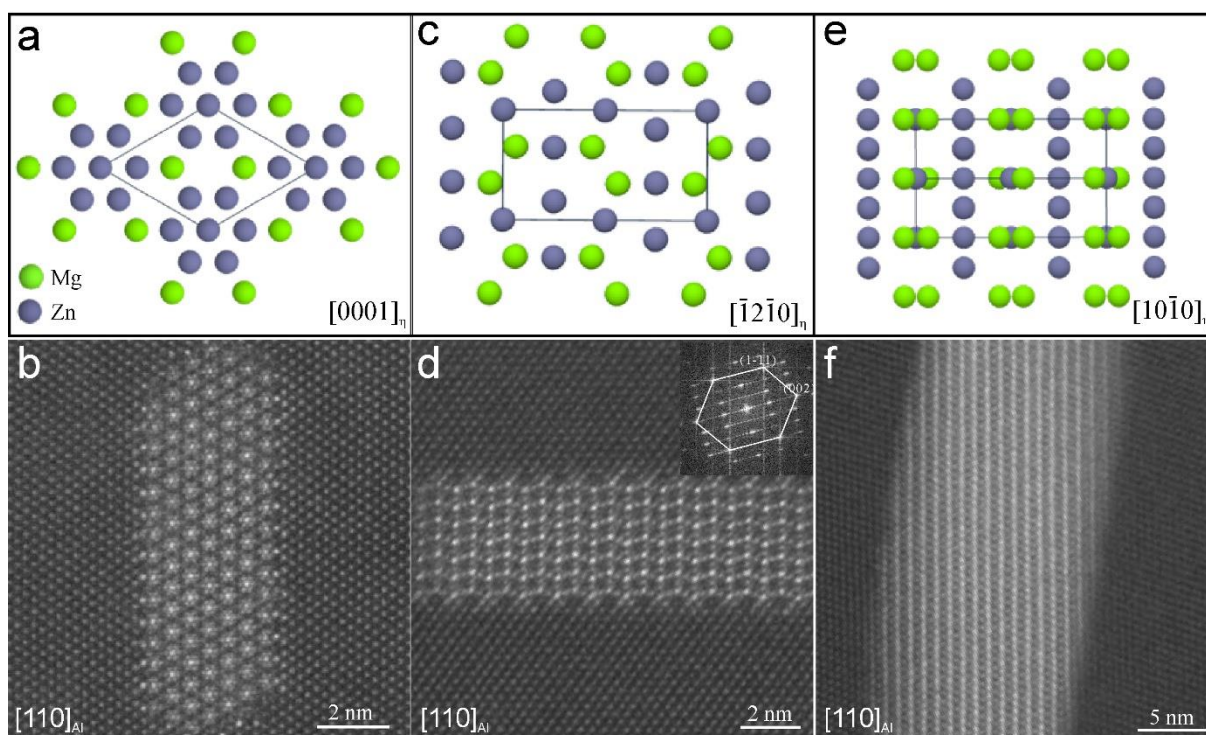 a
Mg
Zn
[0001]η
c
[1̄21̄0]η
e
[101̄0]η
b
[110]Al
2 nm
d
(1-11)
(002)
[110]Al
2 nm
f
[110]Al
5 nm